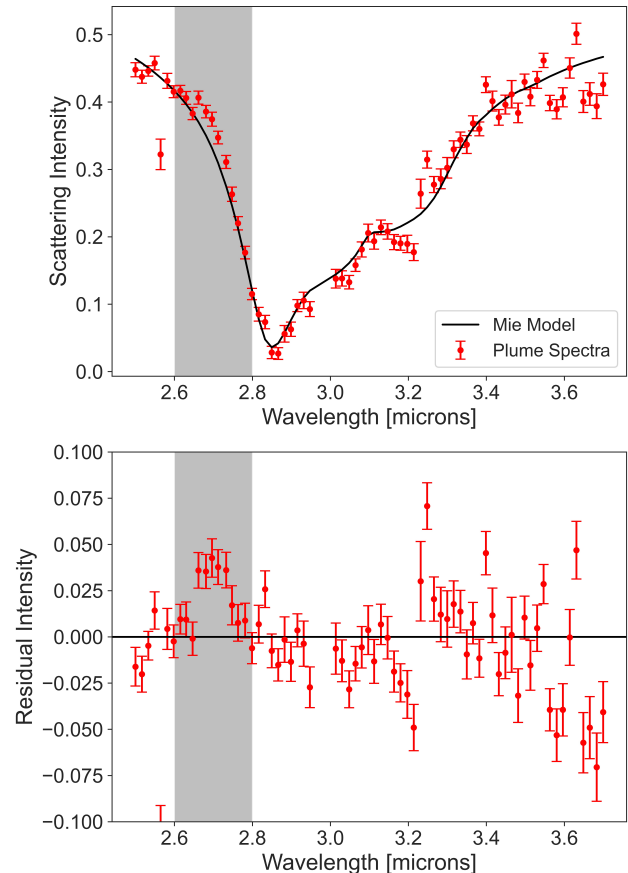 0.5
0.4
0.3
0.2
0.1
0.0
Scattering Intensity
Mie Model
Plume Spectra
2.6 2.8 3.0 3.2 3.4 3.6
Wavelength [microns]
0.100
0.075
0.050
0.025
0.000
−0.025
−0.050
−0.075
−0.100
Residual Intensity
2.6 2.8 3.0 3.2 3.4 3.6
Wavelength [microns]